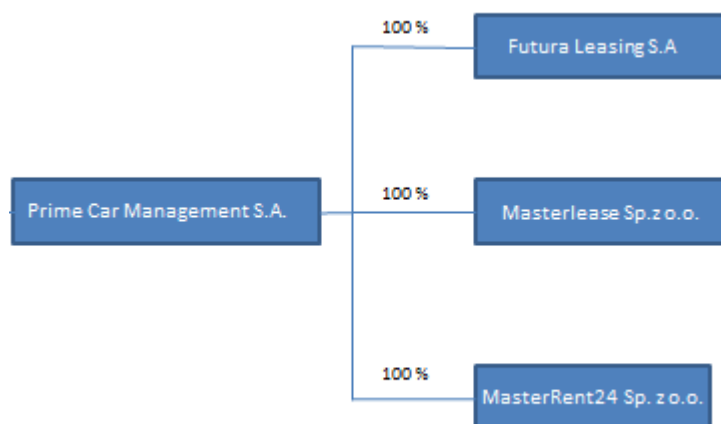 100 %
Futura Leasing S.A
Prime Car Management S.A.
100 %
Masterlease Sp.z o.o.
100 %
MasterRent24 Sp. z o.o.